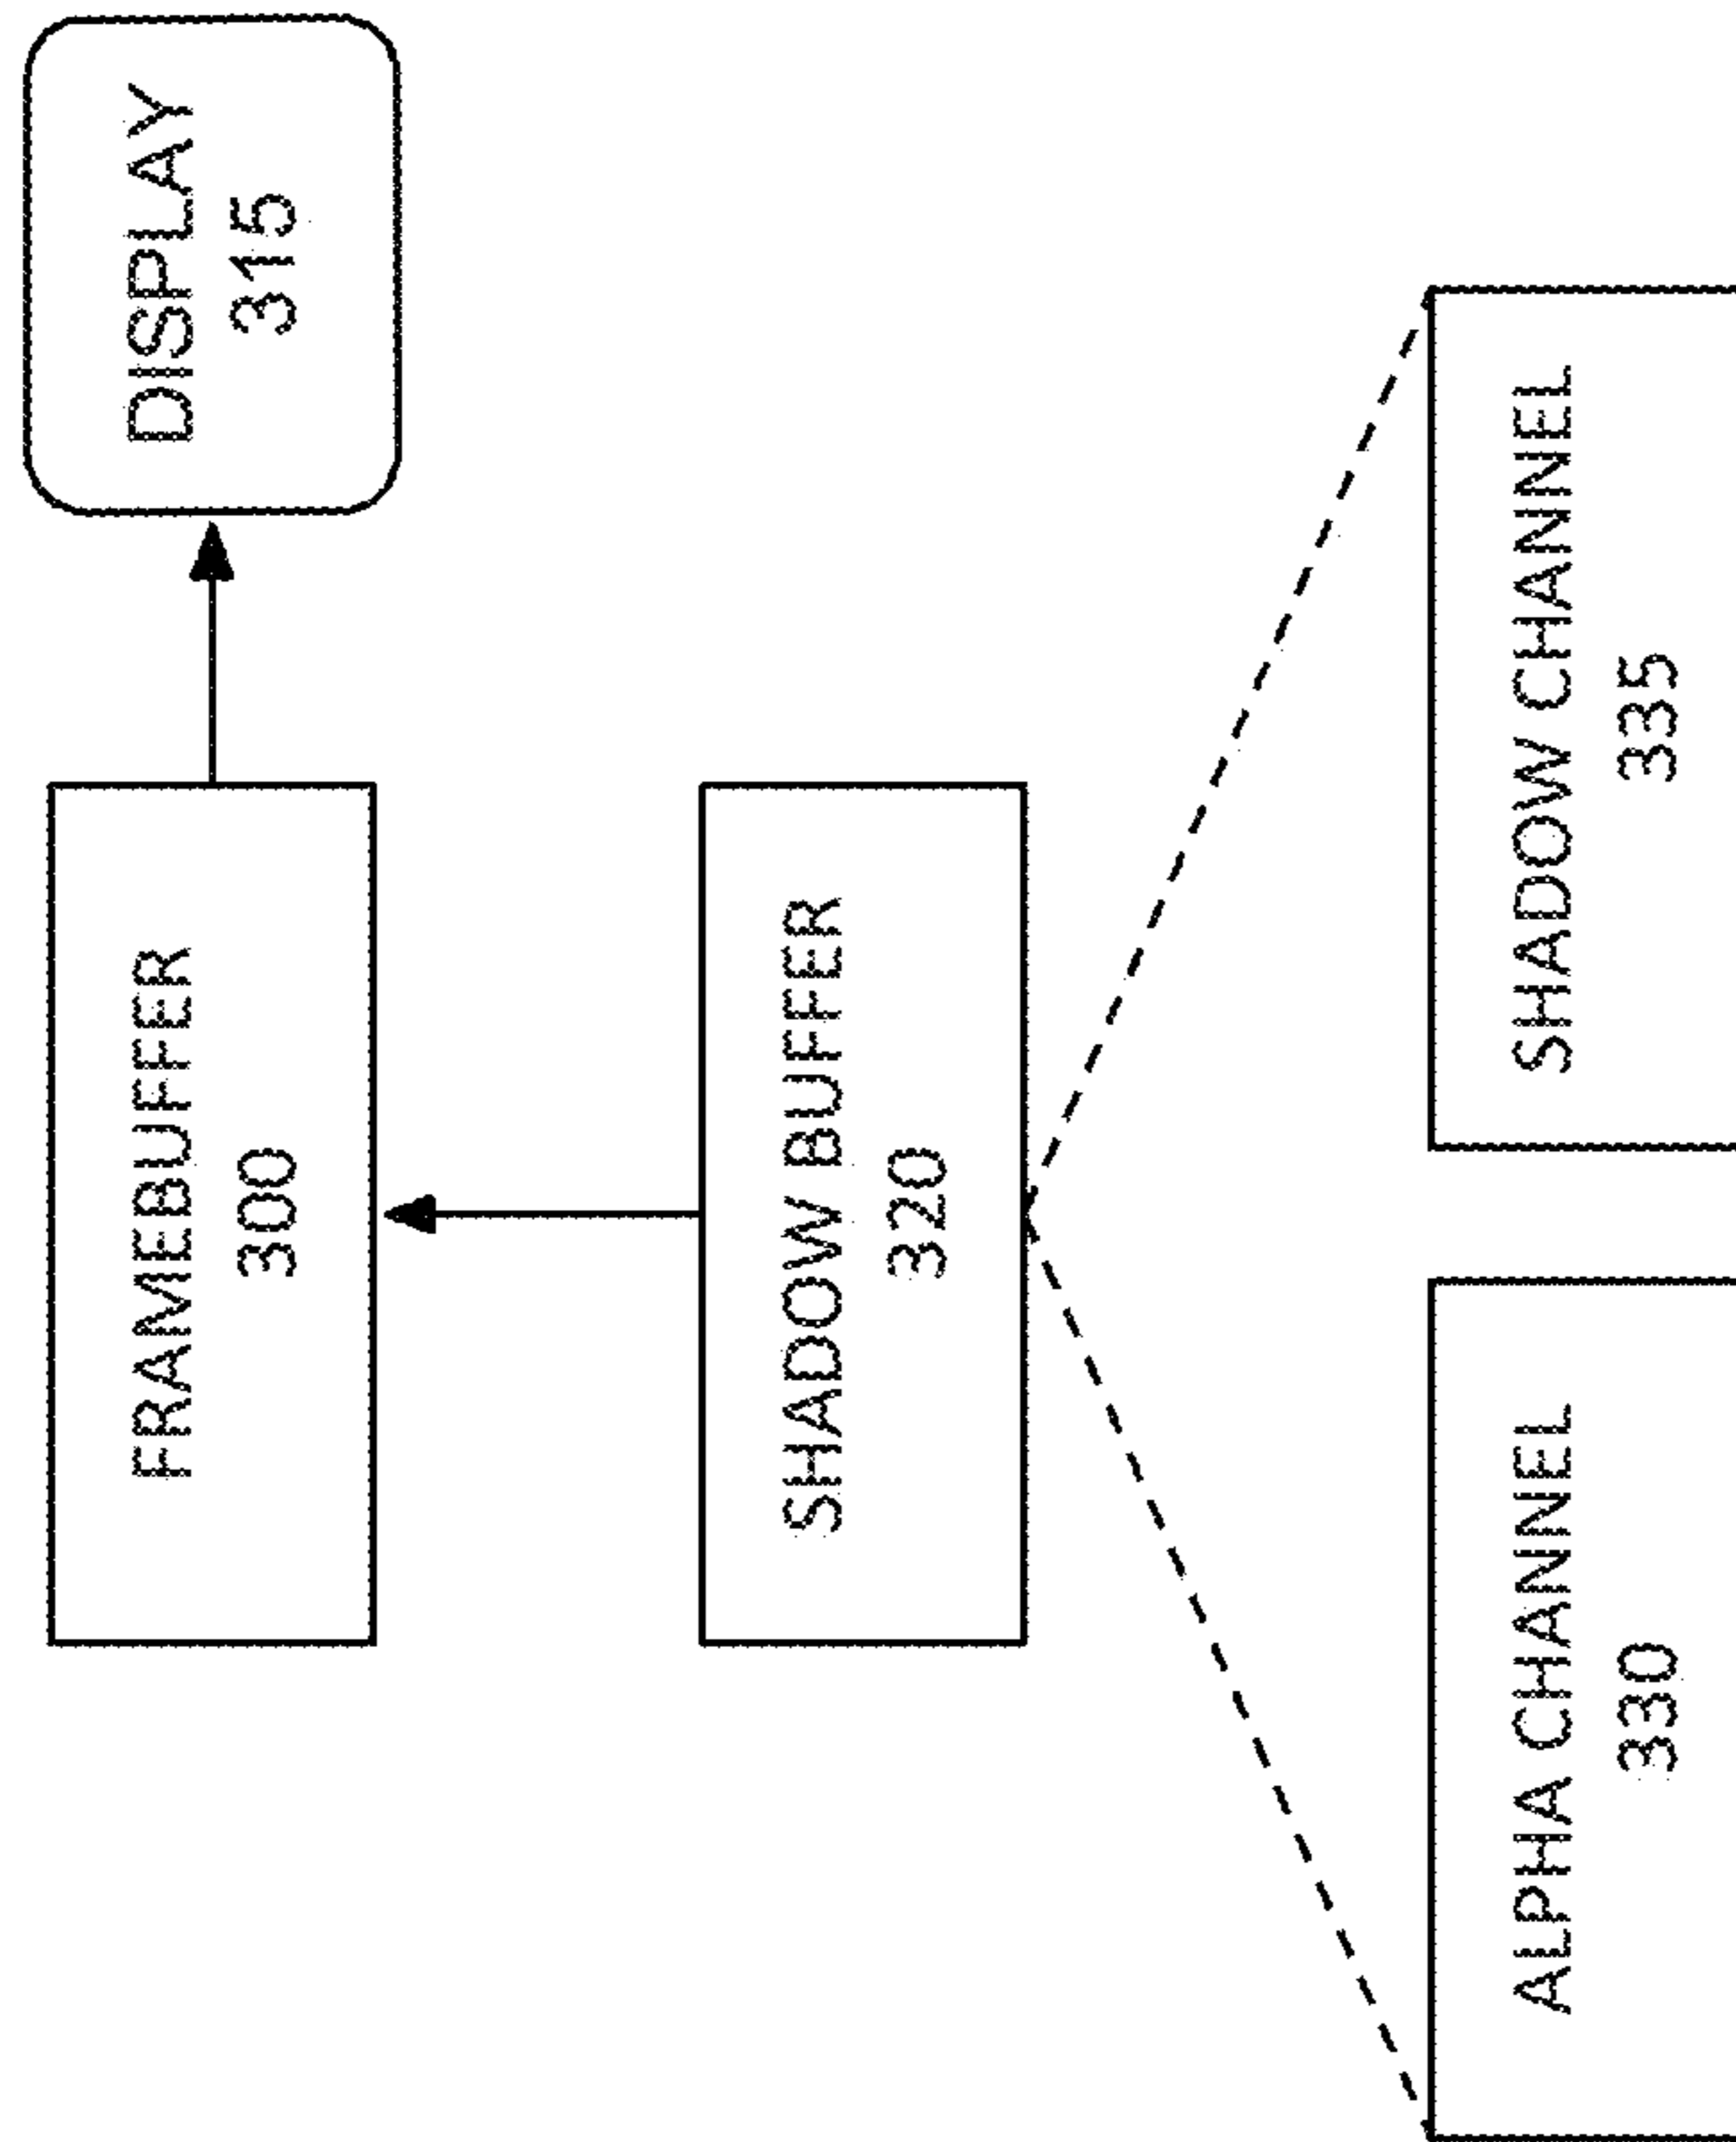 FRAMEBUFFER
300
DISPLAY
315
SHADOW BUFFER
320
ALPHA CHANNEL
330
SHADOW CHANNEL
335